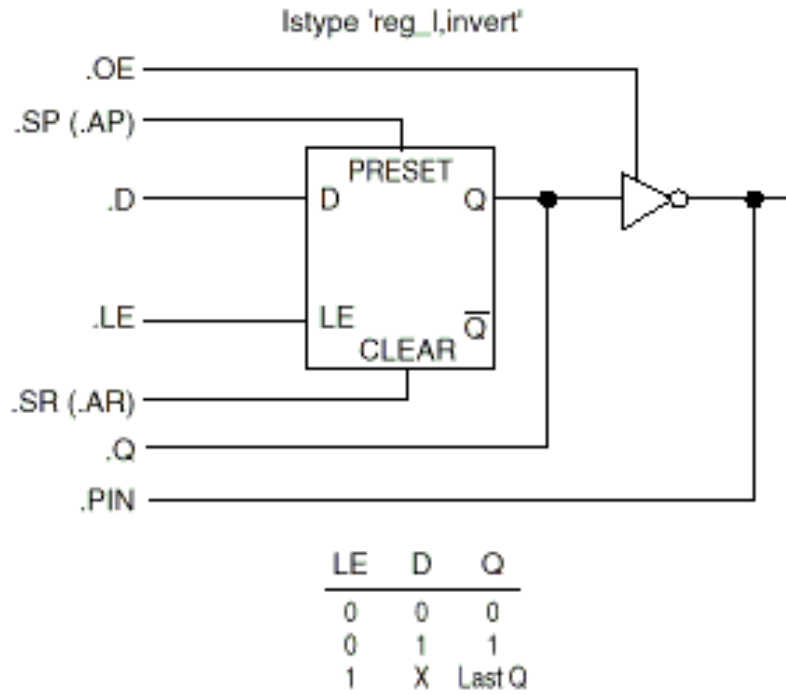 Istype 'reg_l,invert'
.OE
.SP (.AP)
PRESET
.D D Q
.LE LE Q̅
CLEAR
.SR (.AR)
.Q
.PIN
LE D Q
0 0 0
0 1 1
1 X Last Q